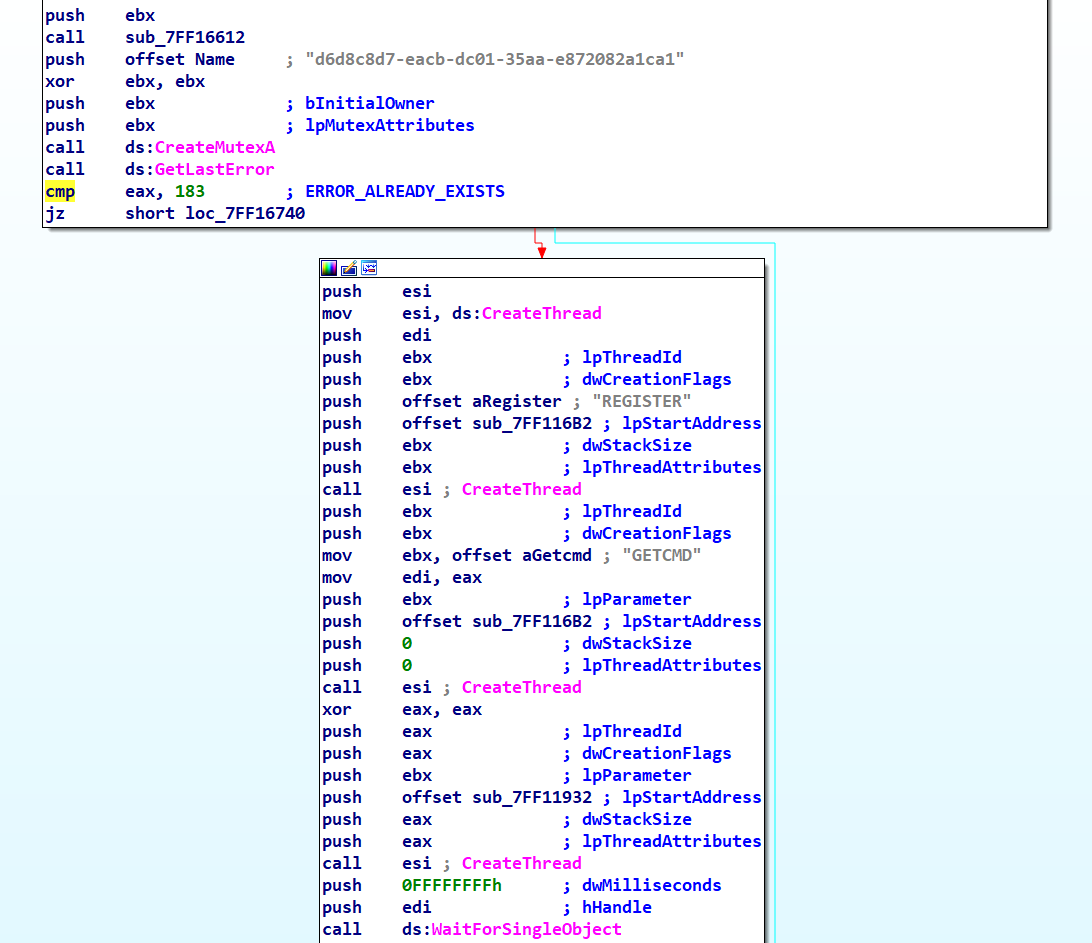 push ebx
call sub_7FF16612
push offset Name ; "d6d8c8d7-eacb-dc01-35aa-e872082a1ca1"
xor ebx, ebx
push ebx ; bInitialOwner
push ebx ; lpMutexAttributes
call ds:CreateMutexA
call ds:GetLastError
cmp eax, 183 ; ERROR_ALREADY_EXISTS
jz short loc_7FF16740
push esi
mov esi, ds:CreateThread
push edi
push ebx ; lpThreadId
push ebx ; dwCreationFlags
push offset aRegister ; "REGISTER"
push offset sub_7FF116B2 ; lpStartAddress
push ebx ; dwStackSize
push ebx ; lpThreadAttributes
call esi ; CreateThread
push ebx ; lpThreadId
push ebx ; dwCreationFlags
mov ebx, offset aGetcmd ; "GETCMD"
mov edi, eax
push ebx ; lpParameter
push offset sub_7FF116B2 ; lpStartAddress
push 0 ; dwStackSize
push 0 ; lpThreadAttributes
call esi ; CreateThread
xor eax, eax
push eax ; lpThreadId
push eax ; dwCreationFlags
push ebx ; lpParameter
push offset sub_7FF11932 ; lpStartAddress
push eax ; dwStackSize
push eax ; lpThreadAttributes
call esi ; CreateThread
push 0FFFFFFFFh ; dwMilliseconds
push edi ; hHandle
call ds:WaitForSingleObject